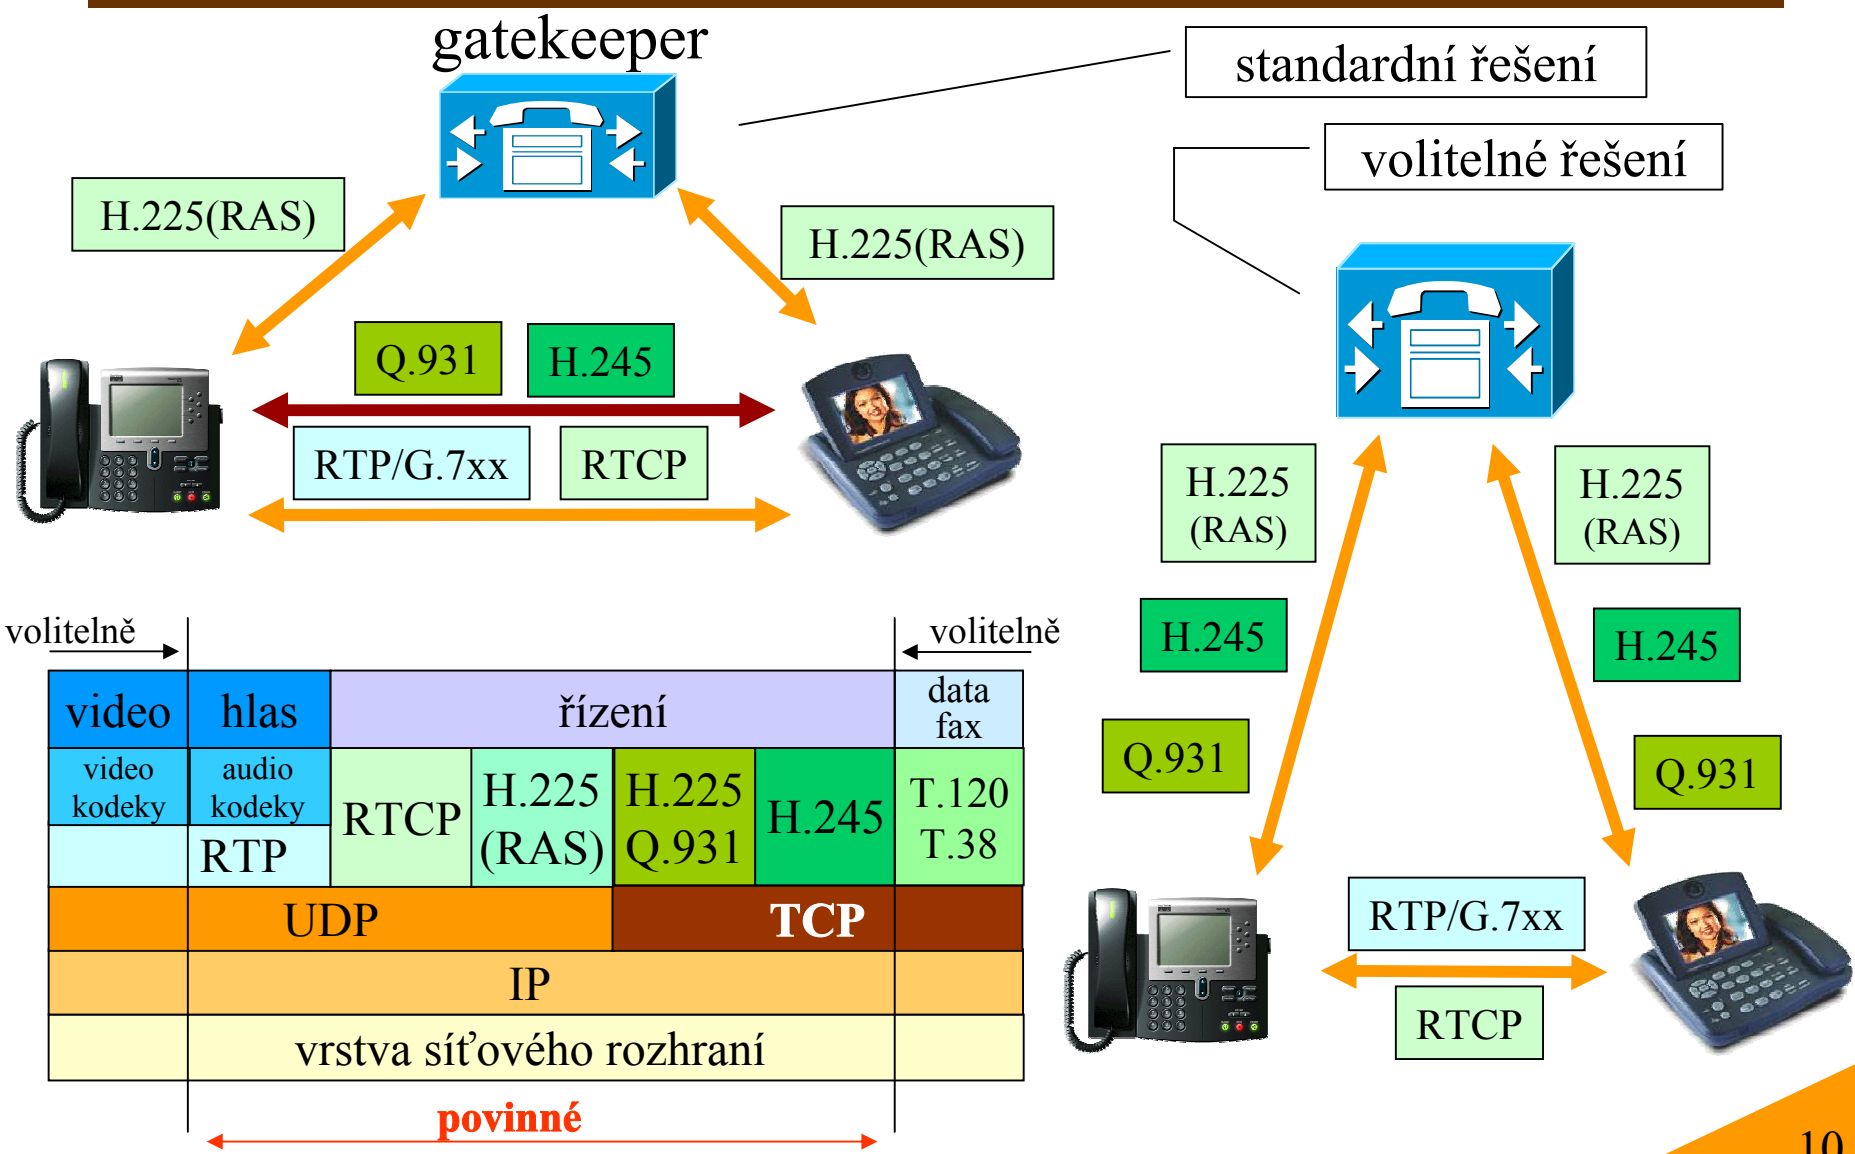 gatekeeper
standardní řešení
volitelné řešení
H.225(RAS)
H.225(RAS)
Q.931
H.245
RTP/G.7xx
RTCP
H.225
(RAS)
H.225
(RAS)
H.245
H.245
Q.931
Q.931
RTP/G.7xx
RTCP
volitelně
volitelně
video
hlas
řízení
data
fax
video
kodeky
audio
kodeky
RTP
RTCP
H.225
(RAS)
H.225
Q.931
H.245
T.120
T.38
UDP
TCP
IP
vrstva síťového rozhraní
povinné
10